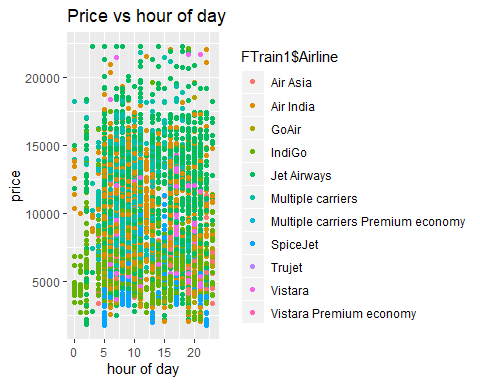 Price vs hour of day
price
20000
15000
10000
5000
0 5 10 15 20
hour of day
FTrain1$Airline
Air Asia
Air India
GoAir
IndiGo
Jet Airways
Multiple carriers
Multiple carriers Premium economy
SpiceJet
Trujet
Vistara
Vistara Premium economy